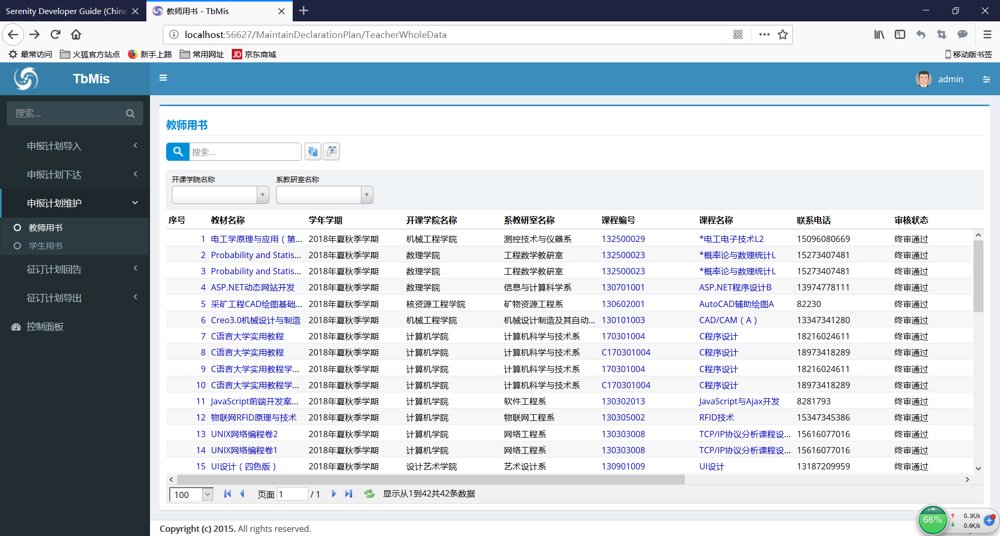 Serenity Developer Guide (Chine
教师用书 - TbMis
localhost:56627/MaintainDeclarationPlan/TeacherWholeData
最常访问 火狐官方站点 新手上路 常用网址 JD 京东商城 移动版书签
TbMis
admin
搜索...
申报计划导入
申报计划下达
申报计划维护
教师用书
学生用书
征订计划回告
征订计划导出
控制面板
教师用书
搜索...
开课学院名称 系教研室名称
序号 教材名称 学年学期 开课学院名称 系教研室名称 课程编号 课程名称 联系电话 审核状态
1 电工学原理与应用（第... 2018年夏秋季学期 机械工程学院 测控技术与仪器系 132500029 *电工电子技术L2 15096080669 终审通过
2 Probability and Statis... 2018年夏秋季学期 数理学院 工程数学教研室 132500023 *概率论与数理统计L 15273407481 终审通过
3 Probability and Statis... 2018年夏秋季学期 数理学院 工程数学教研室 132500023 *概率论与数理统计L 15273407481 终审通过
4 ASP.NET动态网站开发 2018年夏秋季学期 数理学院 信息与计算科学系 130701001 ASP.NET程序设计B 13974778111 终审通过
5 采矿工程CAD绘图基础... 2018年夏秋季学期 核资源工程学院 矿物资源工程系 130602001 AutoCAD辅助绘图A 82230 终审通过
6 Creo3.0机械设计与制造 2018年夏秋季学期 机械工程学院 机械设计制造及其自动... 130101003 CAD/CAM（A） 13347341280 终审通过
7 C语言大学实用教程 2018年夏秋季学期 计算机学院 计算机科学与技术系 170301004 C程序设计 18216024611 终审通过
8 C语言大学实用教程 2018年夏秋季学期 计算机学院 计算机科学与技术系 C170301004 C程序设计 18973418289 终审通过
9 C语言大学实用教程学... 2018年夏秋季学期 计算机学院 计算机科学与技术系 170301004 C程序设计 18216024611 终审通过
10 C语言大学实用教程学... 2018年夏秋季学期 计算机学院 计算机科学与技术系 C170301004 C程序设计 18973418289 终审通过
11 JavaScript前端开发案... 2018年夏秋季学期 计算机学院 软件工程系 130302013 JavaScript与Ajax开发 8281793 终审通过
12 物联网RFID原理与技术 2018年夏秋季学期 计算机学院 物联网工程系 130305002 RFID技术 15347345386 终审通过
13 UNIX网络编程卷2 2018年夏秋季学期 计算机学院 网络工程系 130303008 TCP/IP协议分析课程设... 15616077016 终审通过
14 UNIX网络编程卷1 2018年夏秋季学期 计算机学院 网络工程系 130303008 TCP/IP协议分析课程设... 15616077016 终审通过
15 UI设计（四色版） 2018年夏秋季学期 设计艺术学院 艺术设计系 130901009 UI设计 13187209959 终审通过
100 页面 1 / 1 显示从1到42共42条数据
66% 0.1K/s
0.6K/s
Copyright (c) 2015. All rights reserved.